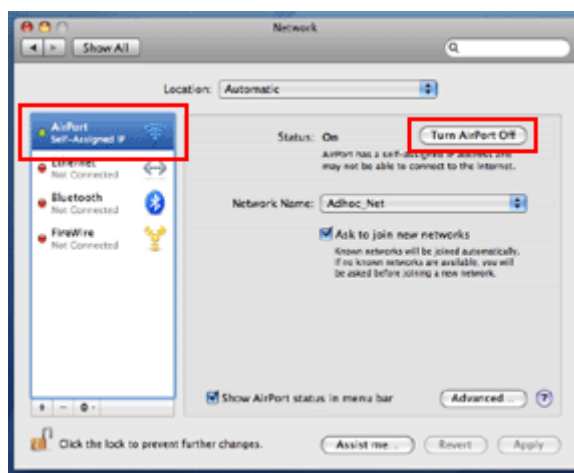 Network
Show All
Location: Automatic
AirPort
Self-Assigned IP
Ethernet
Not Connected
Bluetooth
Not Connected
FireWire
Not Connected
Status: On
Turn AirPort Off
AirPort has a self-assigned IP address and
may not be able to connect to the Internet.
Network Name: Adhoc_Net
Ask to join new networks
Known networks will be joined automatically.
If no known networks are available, you will
be asked before joining a new network.
Show AirPort status in menu bar
Advanced...
?
Click the lock to prevent further changes.
Assist me...
Revert
Apply